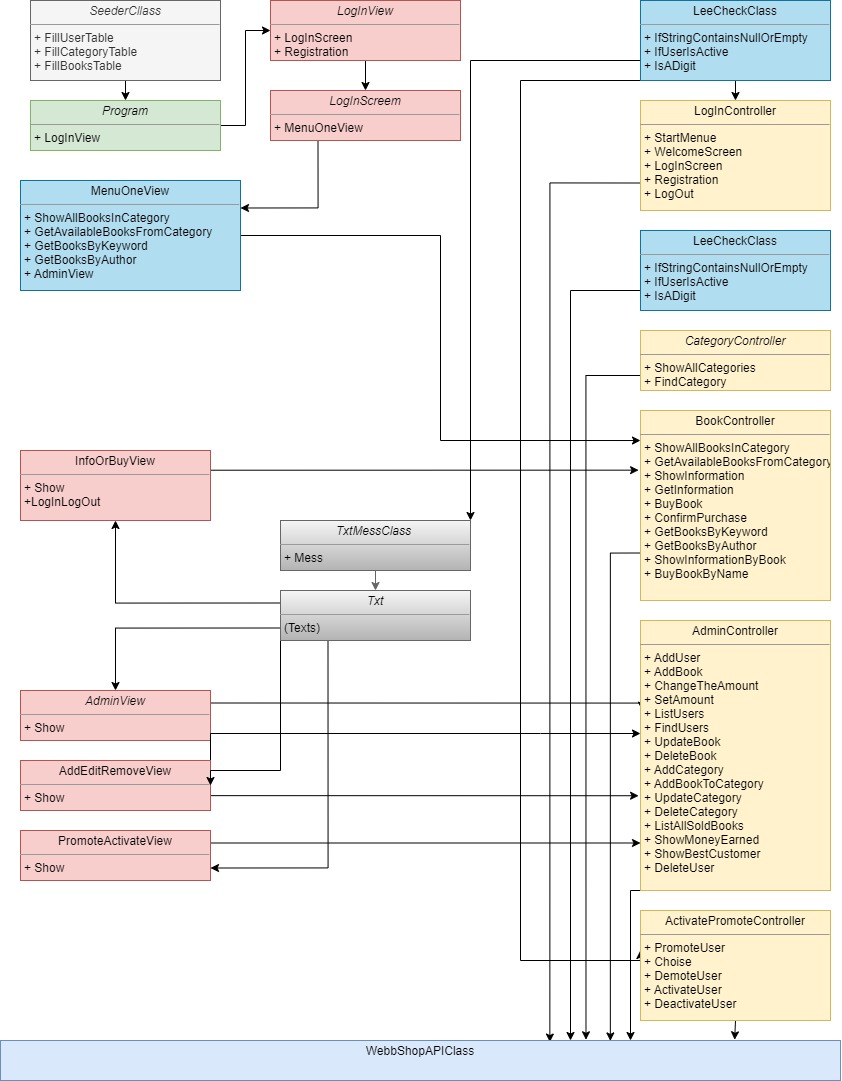 SeederCllass
+ FillUserTable
+ FillCategoryTable
+ FillBooksTable
Program
+ LogInView
LogInView
+ LogInScreen
+ Registration
LogInScreem
+ MenuOneView
MenuOneView
+ ShowAllBooksInCategory
+ GetAvailableBooksFromCategory
+ GetBooksByKeyword
+ GetBooksByAuthor
+ AdminView
LeeCheckClass
+ IfStringContainsNullOrEmpty
+ IfUserIsActive
+ IsADigit
LogInController
+ StartMenue
+ WelcomeScreen
+ LogInScreen
+ Registration
+ LogOut
LeeCheckClass
+ IfStringContainsNullOrEmpty
+ IfUserIsActive
+ IsADigit
CategoryController
+ ShowAllCategories
+ FindCategory
BookController
+ ShowAllBooksInCategory
+ GetAvailableBooksFromCategory
+ ShowInformation
+ GetInformation
+ BuyBook
+ ConfirmPurchase
+ GetBooksByKeyword
+ GetBooksByAuthor
+ ShowInformationByBook
+ BuyBookByName
InfoOrBuyView
+ Show
+LogInLogOut
TxtMessClass
+ Mess
Txt
(Texts)
AdminView
+ Show
AddEditRemoveView
+ Show
PromoteActivateView
+ Show
AdminController
+ AddUser
+ AddBook
+ ChangeTheAmount
+ SetAmount
+ ListUsers
+ FindUsers
+ UpdateBook
+ DeleteBook
+ AddCategory
+ AddBookToCategory
+ UpdateCategory
+ DeleteCategory
+ ListAllSoldBooks
+ ShowMoneyEarned
+ ShowBestCustomer
+ DeleteUser
ActivatePromoteController
+ PromoteUser
+ Choise
+ DemoteUser
+ ActivateUser
+ DeactivateUser
WebbShopAPIClass